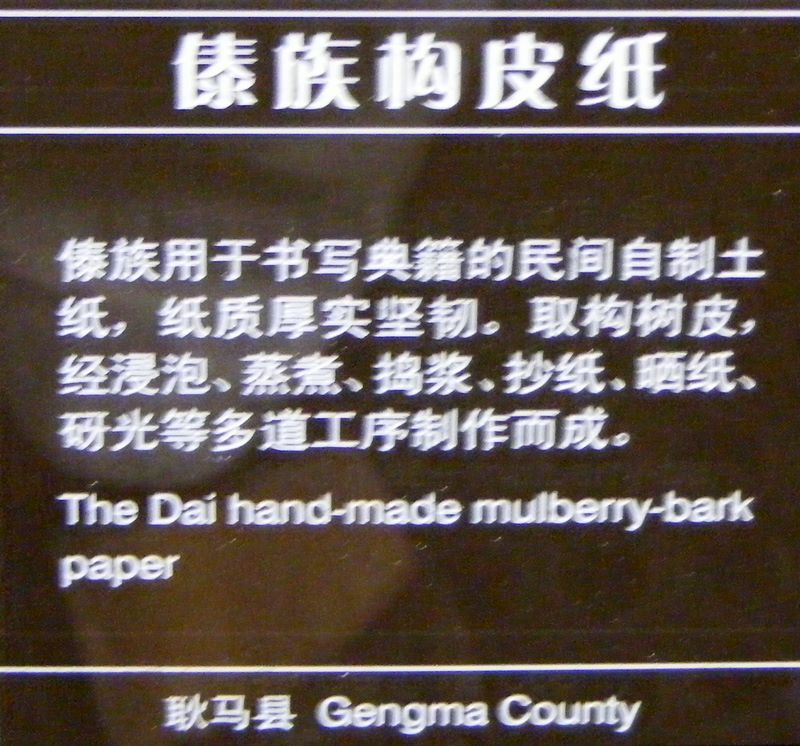 傣族构皮纸
傣族用于书写典籍的民间自制土
纸，纸质厚实坚韧。取构树皮，
经浸泡、蒸煮、捣浆、抄纸、晒纸、
砑光等多道工序制作而成。
The Dai hand-made mulberry-bark
paper
耿马县 Gengma County